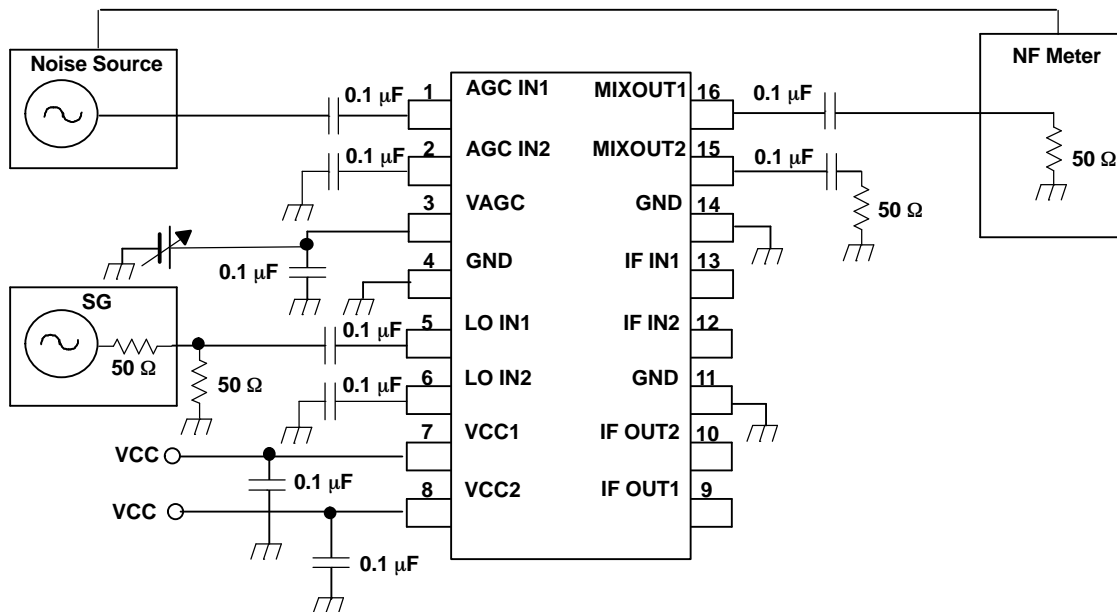 Noise Source
NF Meter
0.1 μF
1
AGC IN1
MIXOUT1
16
0.1 μF
0.1 μF
2
AGC IN2
MIXOUT2
15
0.1 μF
50 Ω
3
VAGC
GND
14
50 Ω
0.1 μF
4
GND
IF IN1
13
SG
50 Ω
50 Ω
0.1 μF
5
LO IN1
IF IN2
12
0.1 μF
6
LO IN2
GND
11
VCC
7
VCC1
IF OUT2
10
0.1 μF
VCC
8
VCC2
IF OUT1
9
0.1 μF